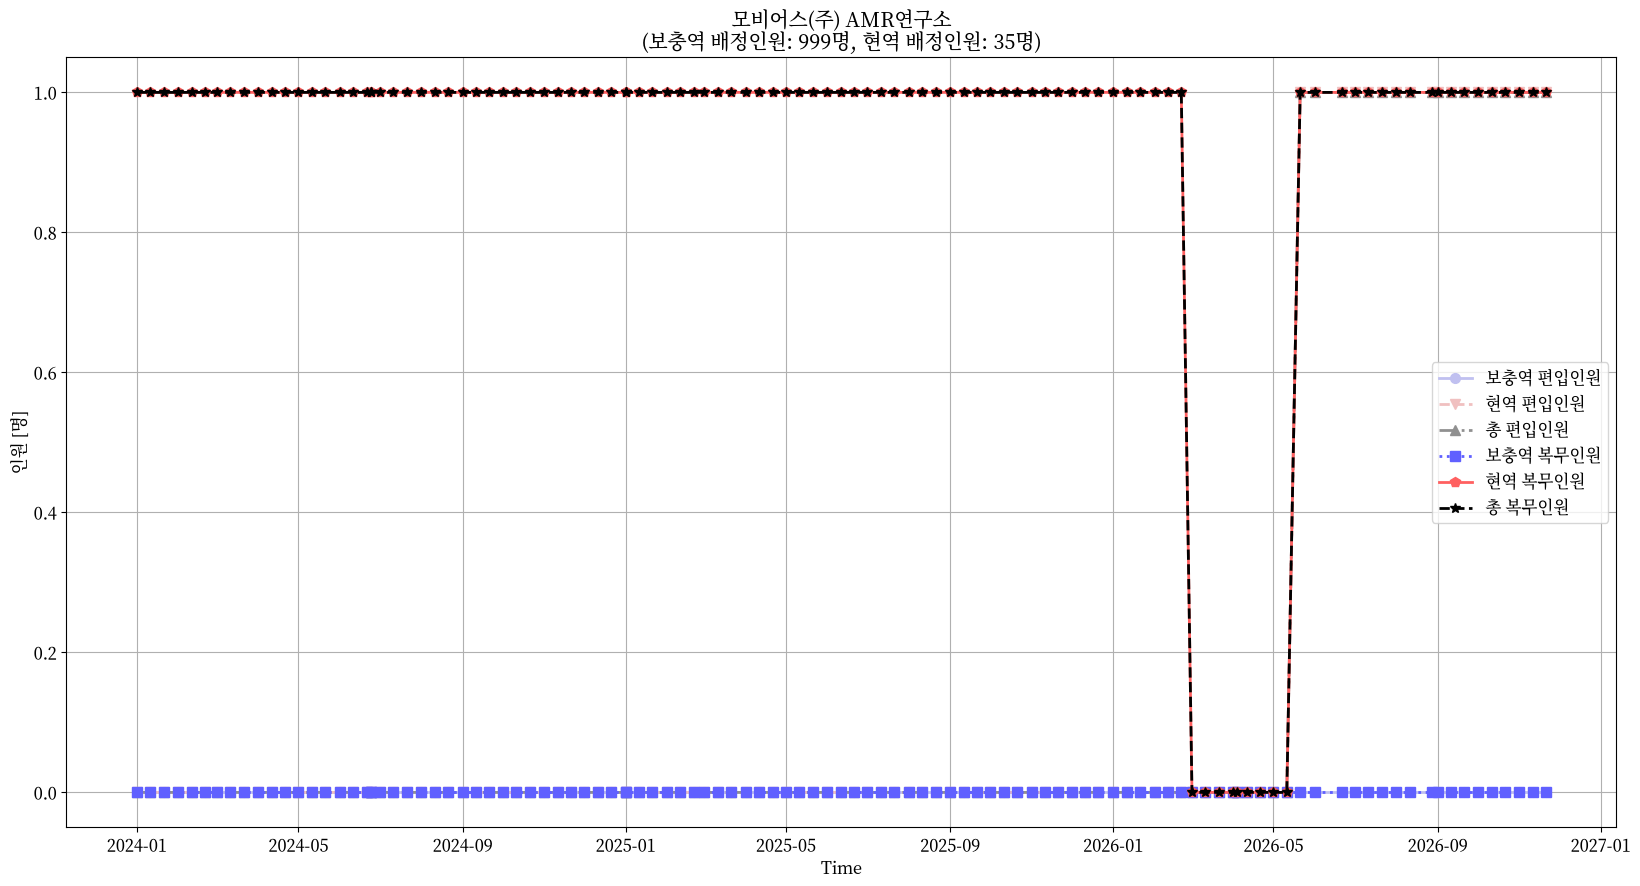 모비어스(주) AMR연구소
(보충역 배정인원: 999명, 현역 배정인원: 35명)
1.0
0.8
0.6
0.4
0.2
0.0
인원 [명]
보충역 편입인원
현역 편입인원
총 편입인원
보충역 복무인원
현역 복무인원
총 복무인원
2024-01 2024-05 2024-09 2025-01 2025-05 2025-09 2026-01 2026-05 2026-09 2027-01
Time